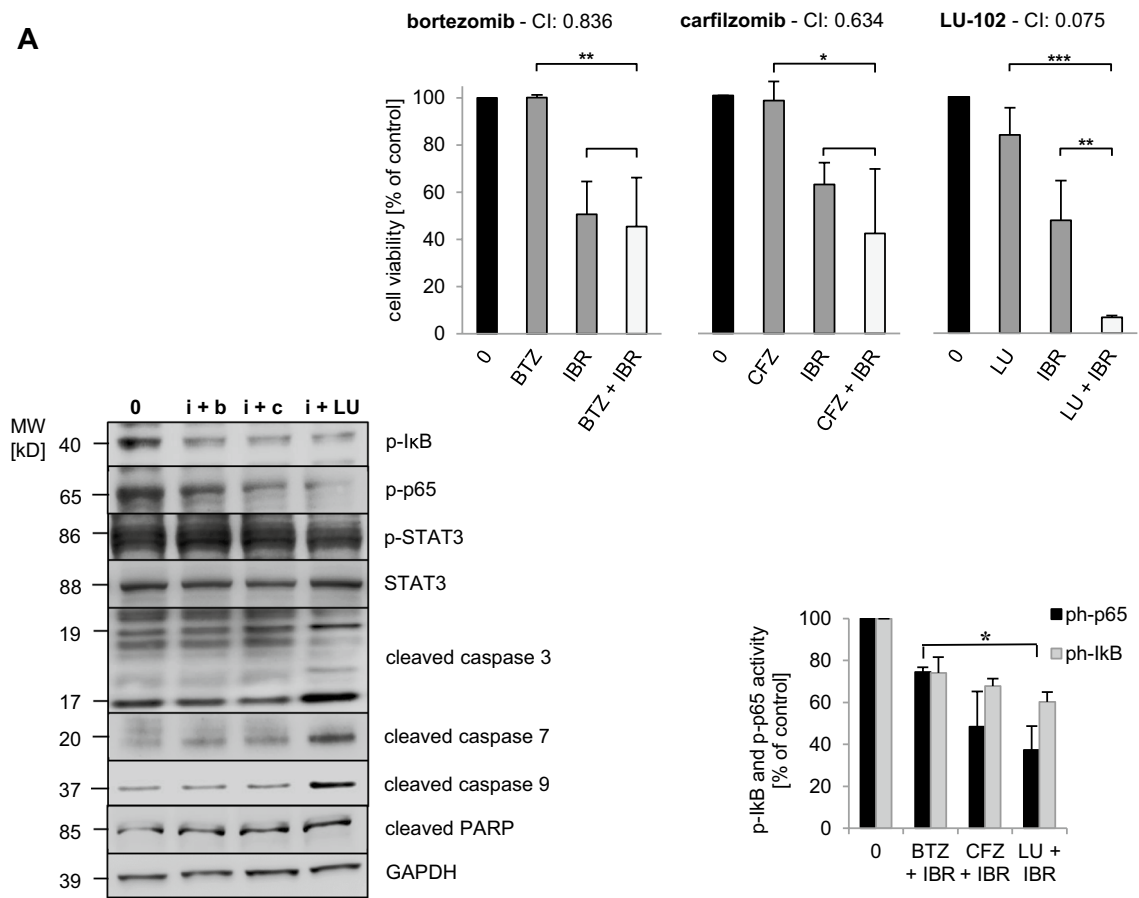 A
bortezomib - CI: 0.836
carfilzomib - CI: 0.634
LU-102 - CI: 0.075
cell viability [% of control]
100
80
60
40
20
0
**
*
***
**
0
BTZ
IBR
BTZ + IBR
0
CFZ
IBR
CFZ + IBR
0
LU
IBR
LU + IBR
MW
[kD]
0 i + b i + c i + LU
40 p-IκB
65 p-p65
86 p-STAT3
88 STAT3
19
cleaved caspase 3
17
20 cleaved caspase 7
37 cleaved caspase 9
85 cleaved PARP
39 GAPDH
p-IkB and p-p65 activity
[% of control]
100
80
60
40
20
0
*
ph-p65
ph-IkB
0
BTZ
+ IBR
CFZ
+ IBR
LU +
IBR